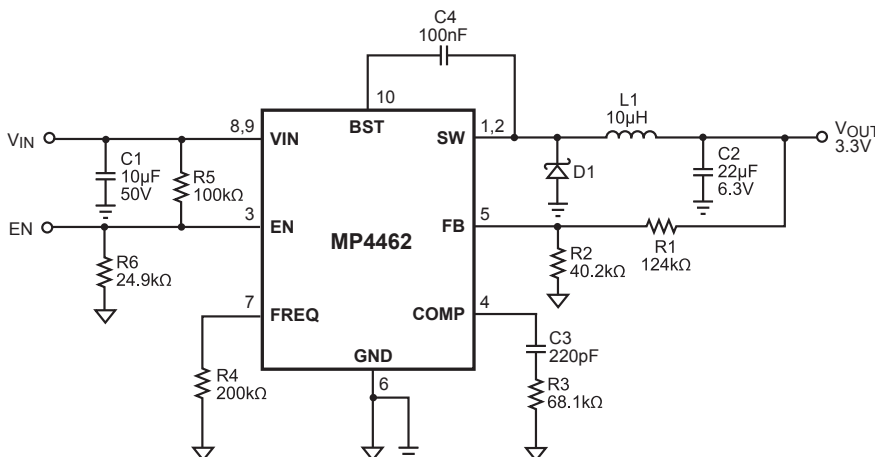 C4
100nF
10
BST
L1
10µH
VIN
8,9
VIN
SW
1,2
VOUT
3.3V
C1
10µF
50V
R5
100kΩ
D1
C2
22µF
6.3V
EN
3
EN
MP4462
FB
5
R1
124kΩ
R6
24.9kΩ
R2
40.2kΩ
7
FREQ
COMP
4
C3
220pF
GND
6
R4
200kΩ
R3
68.1kΩ